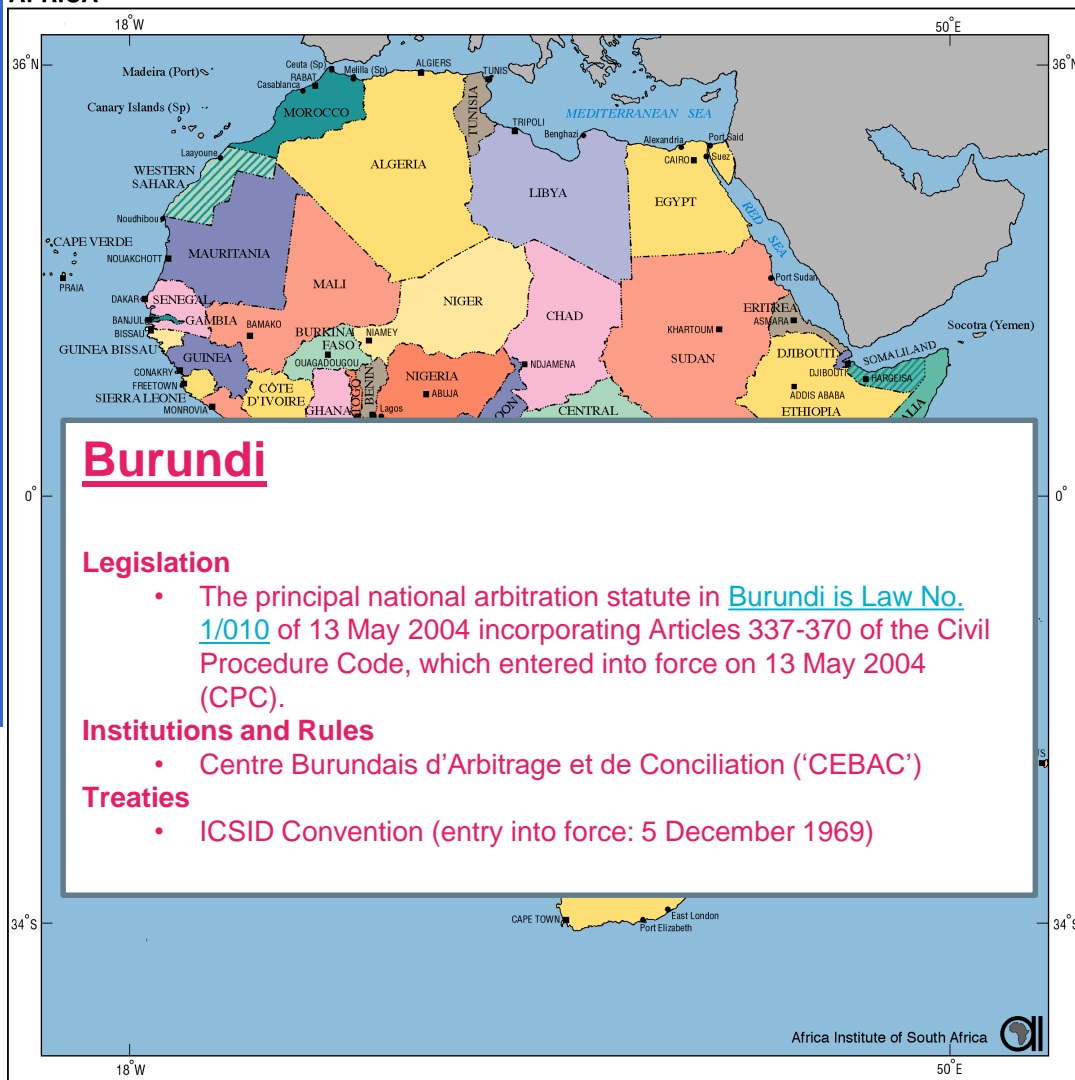 18°W
50°E
36°N
Madeira (Port)
Ceuta (Sp)
Melilla (Sp)
ALGIERS
TUNIS
RABAT
Casablanca
MOROCCO
TUNISIA
MEDITERRANEAN SEA
Canary Islands (Sp)
TRIPOLI
Benghazi
Alexandria
Port Said
Suez
CAIRO
Laayoune
WESTERN
SAHARA
ALGERIA
LIBYA
EGYPT
RED SEA
Noudhibou
CAPE VERDE
NOUAKCHOTT
MAURITANIA
PRAIA
MALI
NIGER
CHAD
Port Sudan
DAKAR
SENEGAL
ERITREA
ASMARA
BANJUL
GAMBIA
BISSAU
BAMAKO
BURKINA
FASO
NIAMEY
KHARTOUM
Socotra (Yemen)
GUINEA BISSAU
GUINEA
OUAGADOUGOU
NDJAMENA
SUDAN
DJIBOUTI
DJIBOUTI
SOMALILAND
HARGEISA
CONAKRY
FREETOWN
SIERRA LEONE
MONROVIA
CÔTE
D'IVOIRE
GHANA
TOGO
BENIN
Lagos
NIGERIA
ABUJA
OON
CENTRAL
ADDIS ABABA
ETHIOPIA
ALIA
0°
0°
Burundi
Legislation
• The principal national arbitration statute in Burundi is Law No.
1/010 of 13 May 2004 incorporating Articles 337-370 of the Civil
Procedure Code, which entered into force on 13 May 2004
(CPC).
Institutions and Rules
• Centre Burundais d’Arbitrage et de Conciliation (‘CEBAC’)
Treaties
• ICSID Convention (entry into force: 5 December 1969)
34°S
34°S
CAPE TOWN
East London
Port Elizabeth
Africa Institute of South Africa
18°W
50°E